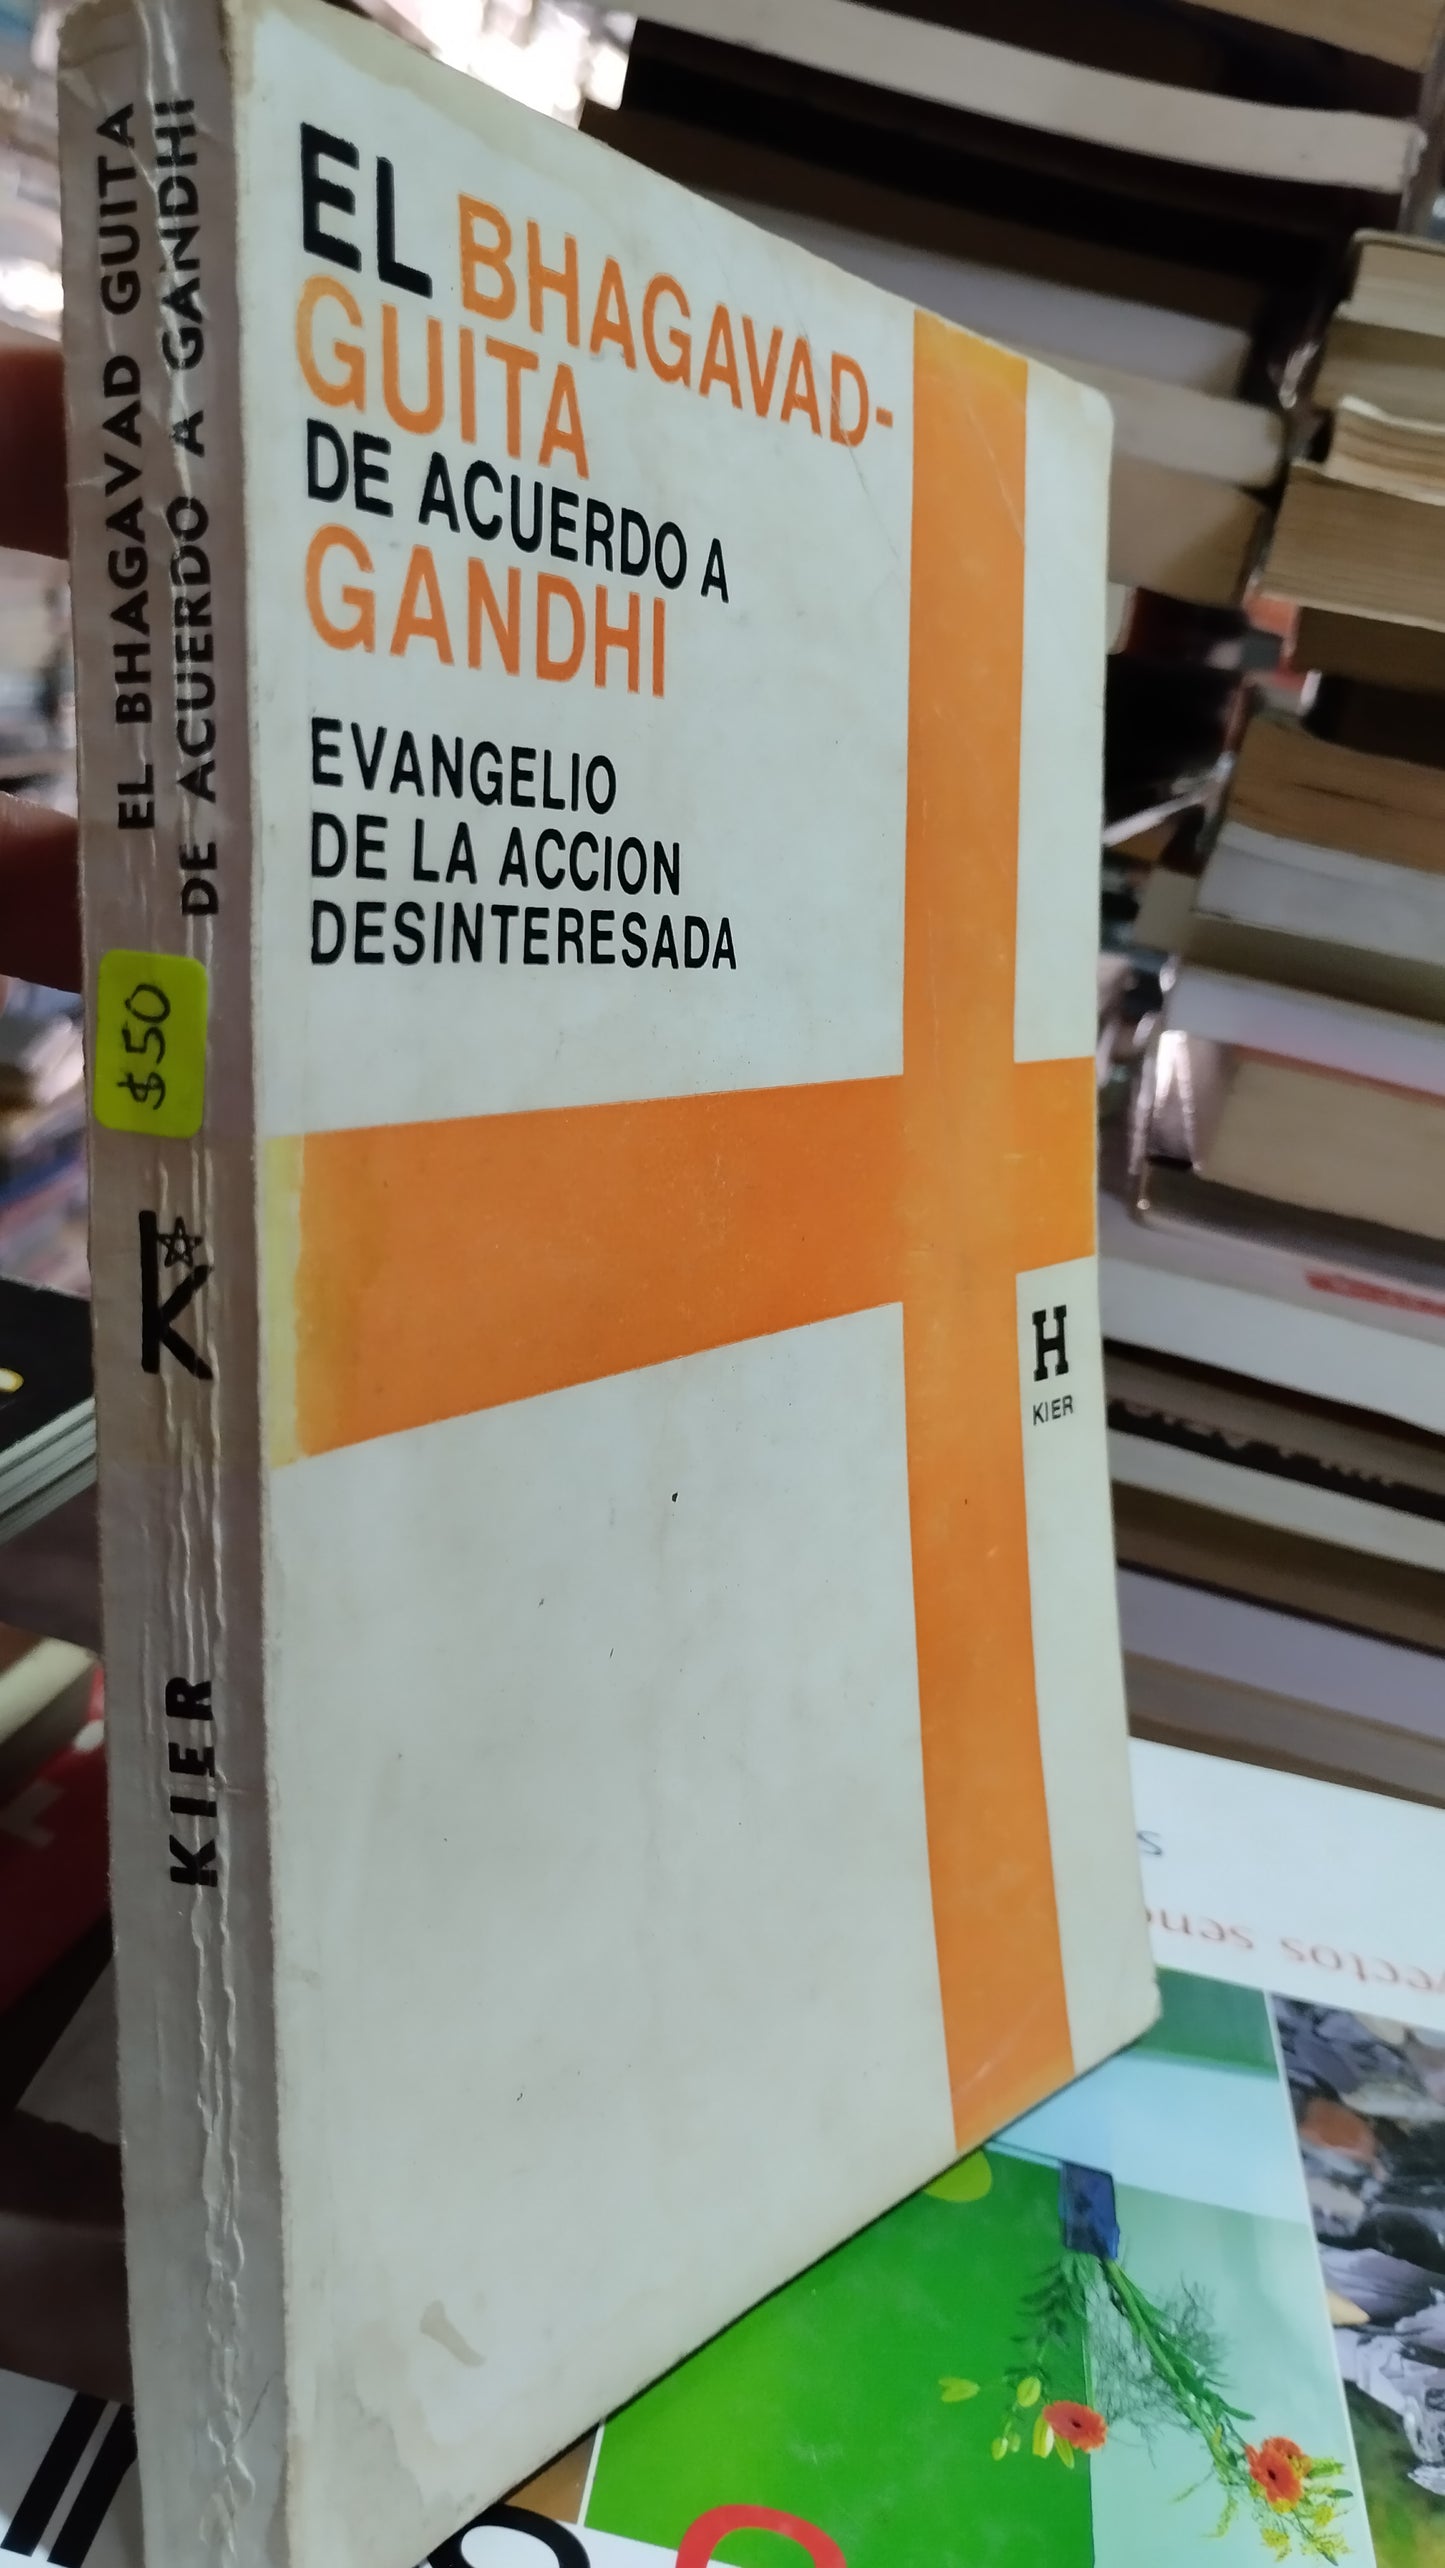 EL BHAGAVAD GUITA
DE ACUERDO A GANDHI
$50
KIER
EL BHAGAVAD-
GUITA
DE ACUERDO A
GANDHI
EVANGELIO
DE LA ACCION
DESINTERESADA
H
KIER